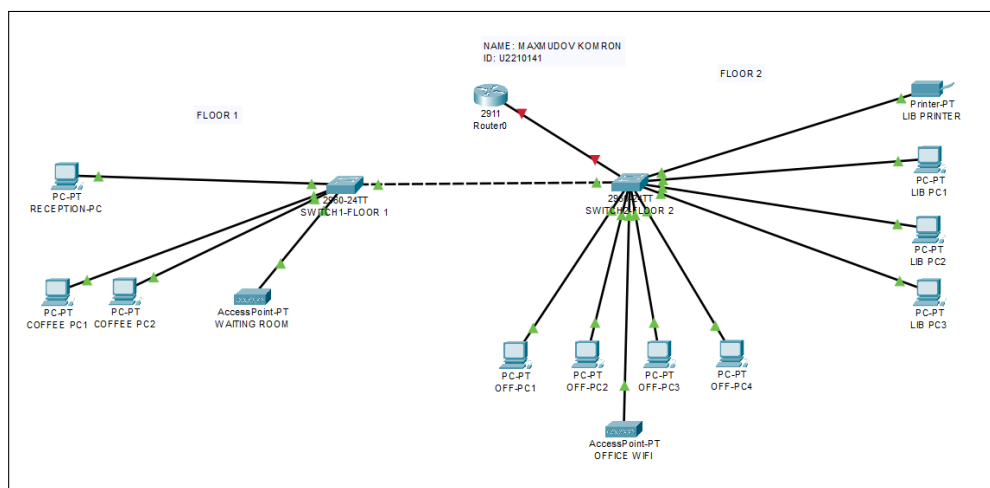 NAME: MAXMUDOV KOMRON
ID: U2210141
FLOOR 1
FLOOR 2
2911
Router0
Printer-PT
LIB PRINTER
PC-PT
RECEPTION-PC
2960-24TT
SWITCH1-FLOOR 1
2960-24TT
SWITCH2-FLOOR 2
PC-PT
LIB PC1
PC-PT
LIB PC2
PC-PT
COFFEE PC1
PC-PT
COFFEE PC2
AccessPoint-PT
WAITING ROOM
PC-PT
LIB PC3
PC-PT
OFF-PC1
PC-PT
OFF-PC2
PC-PT
OFF-PC3
PC-PT
OFF-PC4
AccessPoint-PT
OFFICE WIFI